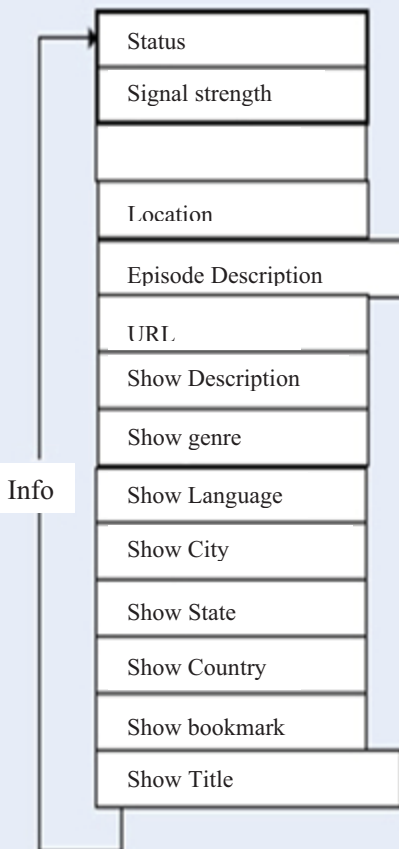 Status
Signal strength
Location
Episode Description
URL
Show Description
Show genre
Info
Show Language
Show City
Show State
Show Country
Show bookmark
Show Title